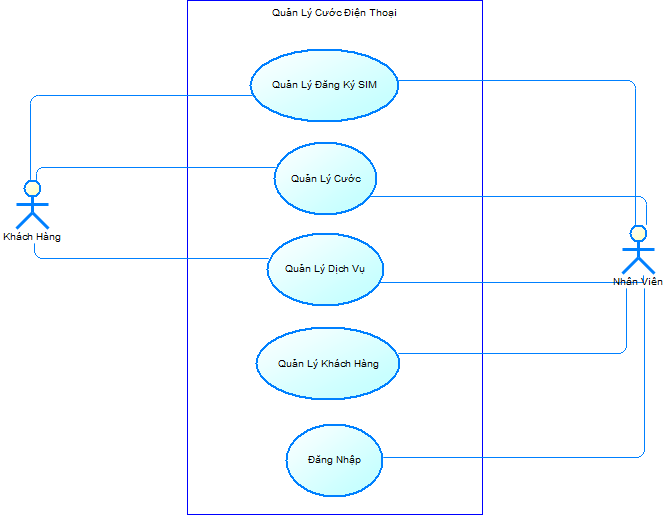 Quản Lý Cước Điện Thoại
Quản Lý Đăng Ký SIM
Quản Lý Cước
Khách Hàng
Quản Lý Dịch Vụ
Nhân Viên
Quản Lý Khách Hàng
Đăng Nhập